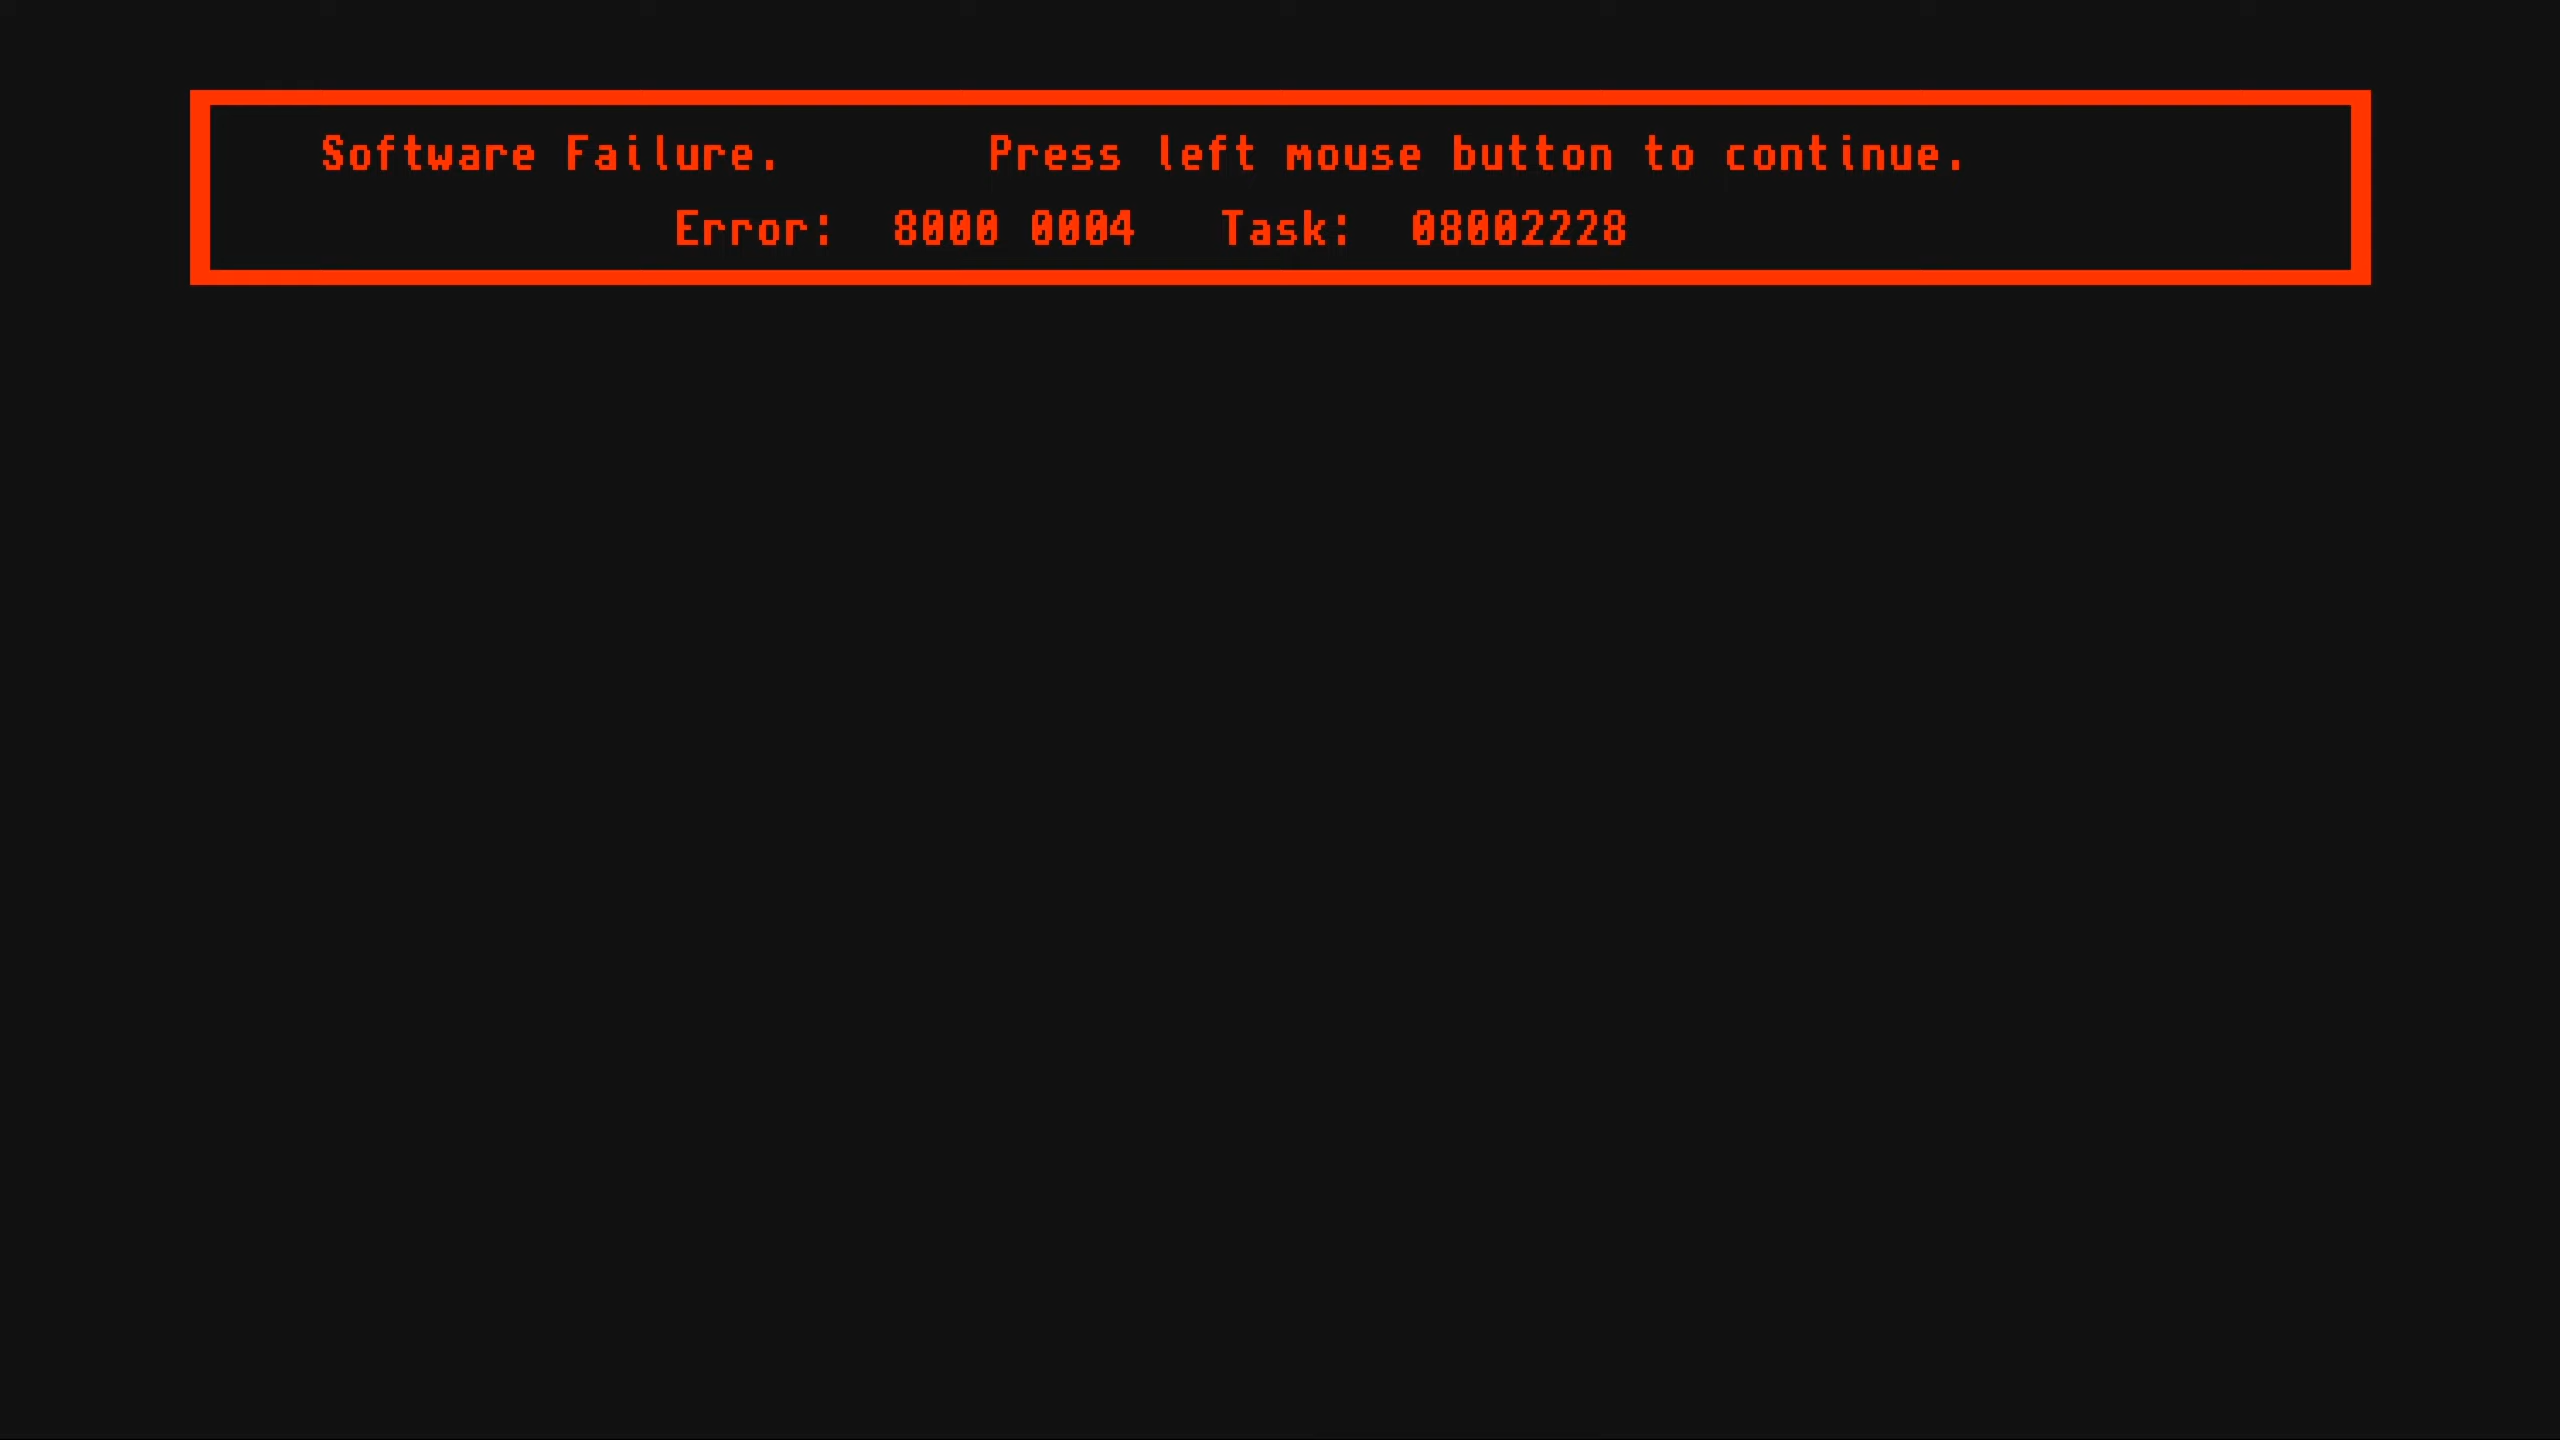 Software Failure.        Press left mouse button to continue.
Error:  8000 0004   Task:  08002228